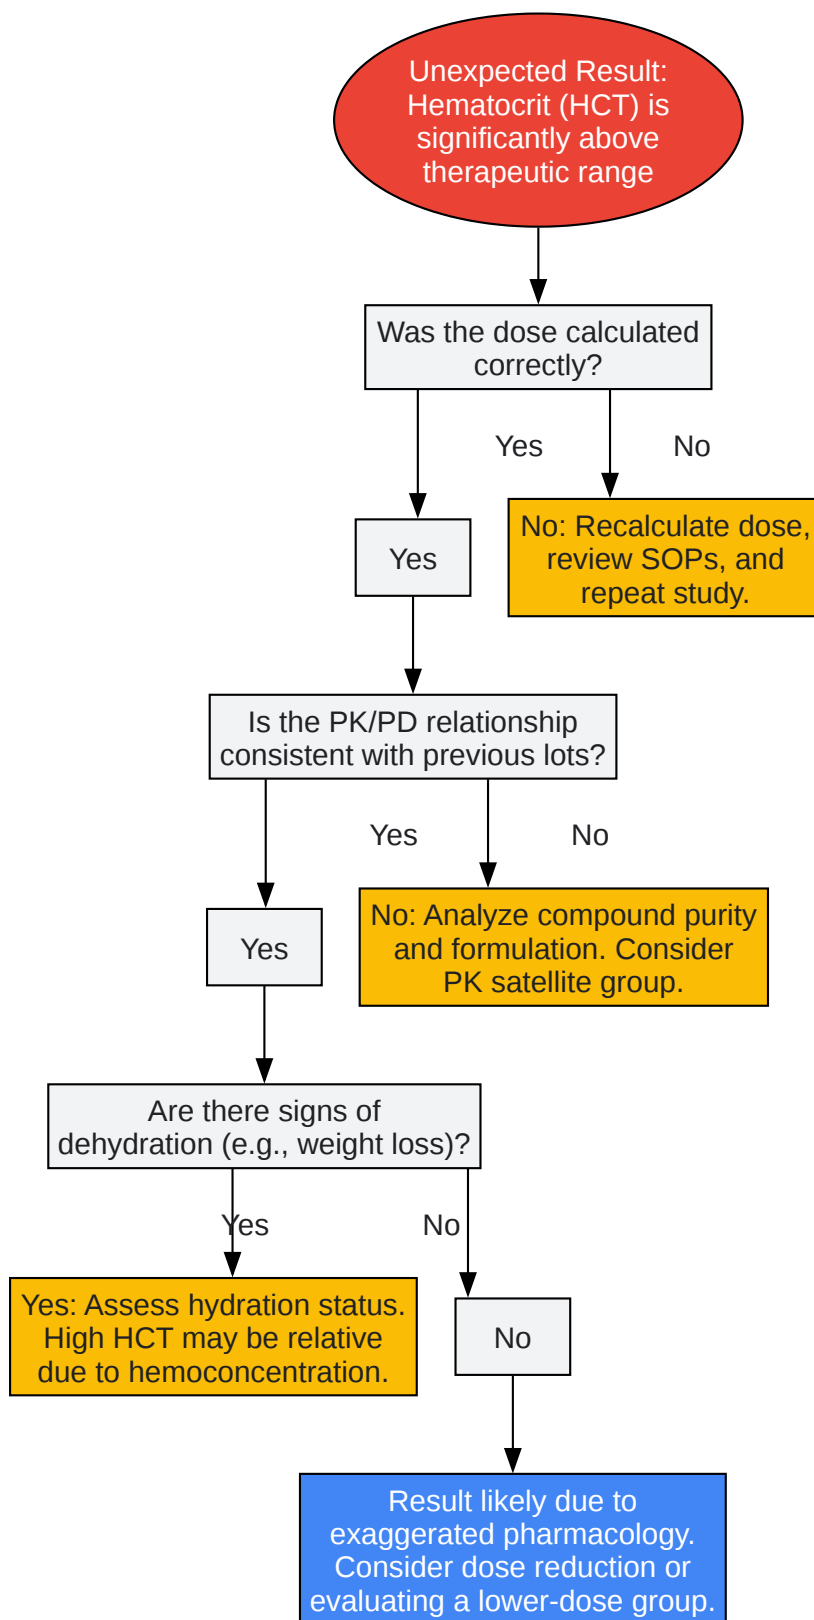 Unexpected Result:
Hematocrit (HCT) is
significantly above
therapeutic range
Was the dose calculated
correctly?
Yes
No
Yes
No: Recalculate dose,
review SOPs, and
repeat study.
Is the PK/PD relationship
consistent with previous lots?
Yes
No
Yes
No: Analyze compound purity
and formulation. Consider
PK satellite group.
Are there signs of
dehydration (e.g., weight loss)?
Yes
No
Yes: Assess hydration status.
High HCT may be relative
due to hemoconcentration.
No
Result likely due to
exaggerated pharmacology.
Consider dose reduction or
evaluating a lower-dose group.